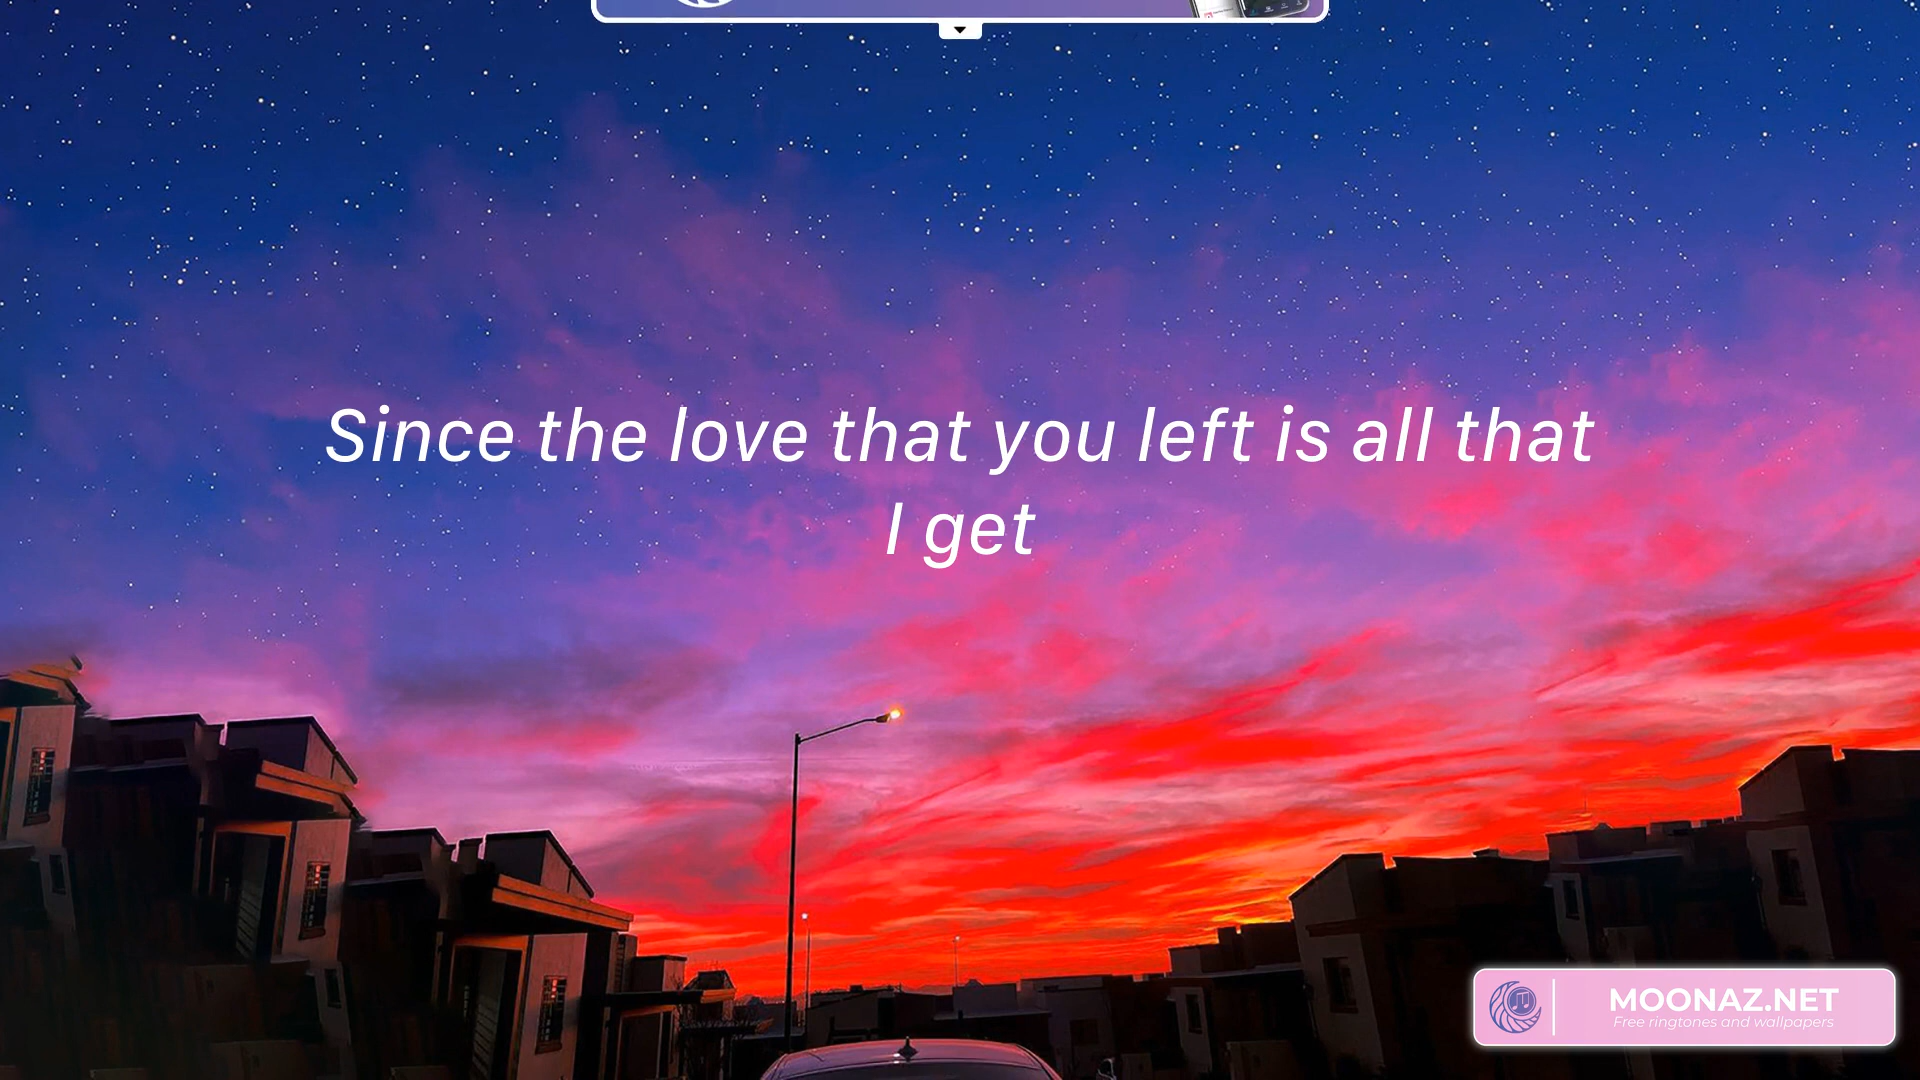 Since the love that you left is all that
I get
MOONAZ.NET
Free ringtones and wallpapers